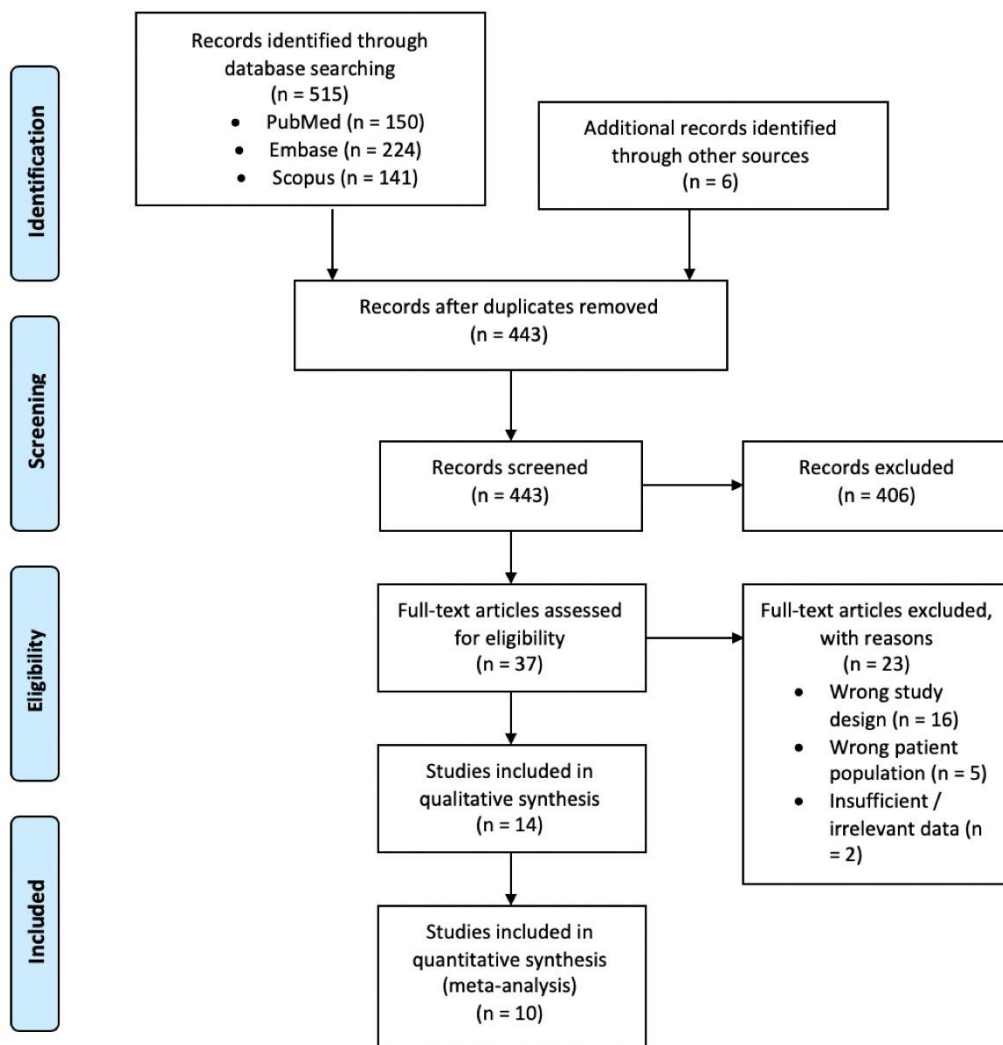 Identification
Records identified through
database searching
(n = 515)
• PubMed (n = 150)
• Embase (n = 224)
• Scopus (n = 141)
Additional records identified
through other sources
(n = 6)
Records after duplicates removed
(n = 443)
Screening
Records screened
(n = 443)
Records excluded
(n = 406)
Eligibility
Full-text articles assessed
for eligibility
(n = 37)
Full-text articles excluded,
with reasons
(n = 23)
• Wrong study
design (n = 16)
• Wrong patient
population (n = 5)
• Insufficient /
irrelevant data (n
= 2)
Studies included in
qualitative synthesis
(n = 14)
Included
Studies included in
quantitative synthesis
(meta-analysis)
(n = 10)